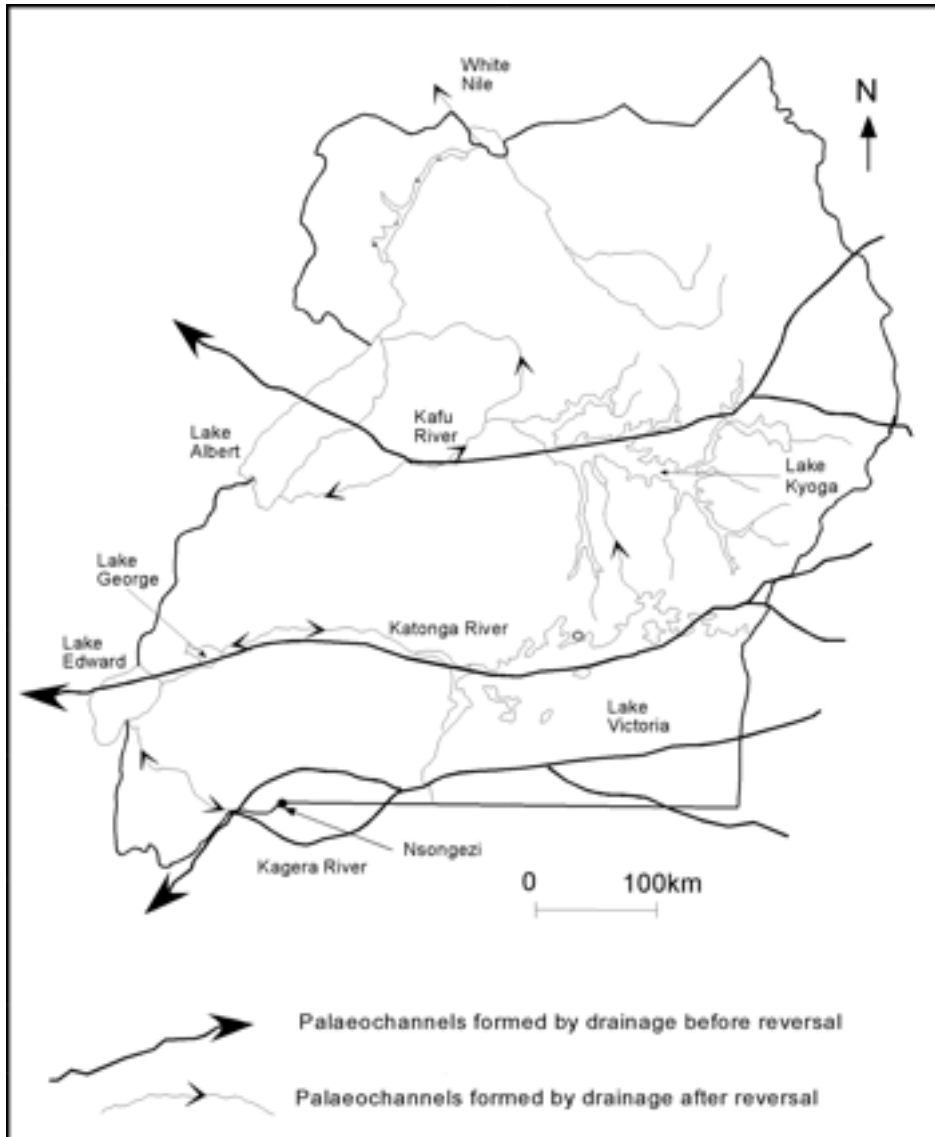 White
Nile
N
Lake
Albert
Kafu
River
Lake
Kyoga
Lake
George
Lake
Edward
Katonga River
Lake
Victoria
Nsongezi
Kagera River
0 100km
Palaeochannels formed by drainage before reversal
Palaeochannels formed by drainage after reversal